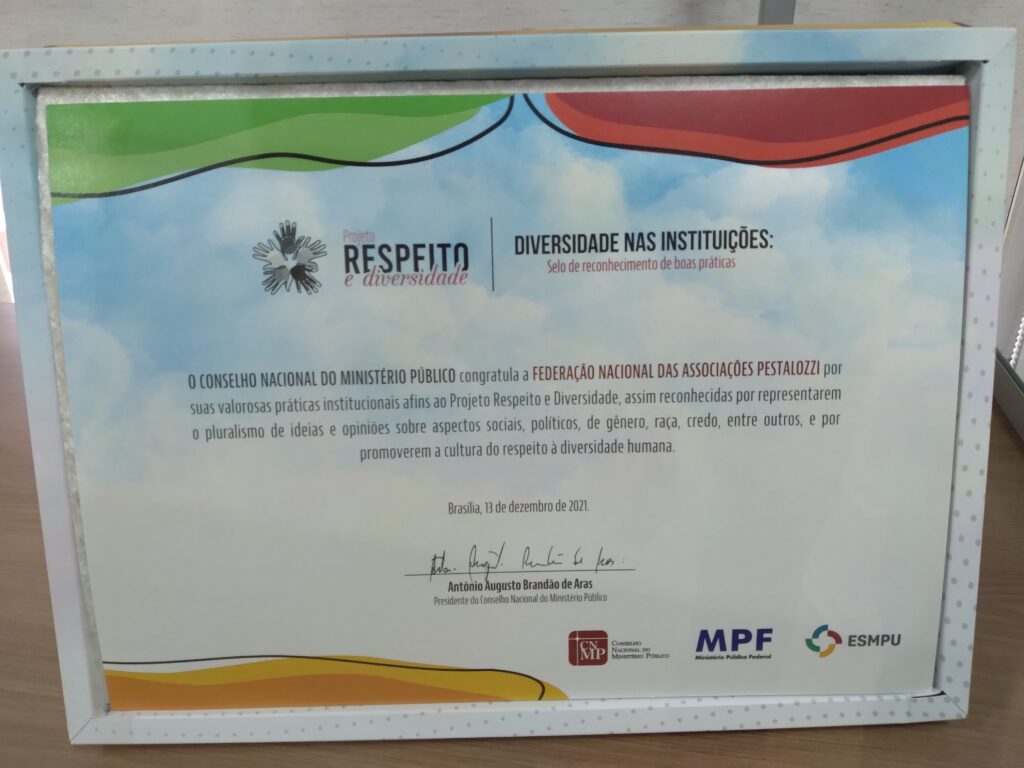 Projeto
RESPEITO
e diversidade
DIVERSIDADE NAS INSTITUIÇÕES:
Selo de reconhecimento de boas práticas
O CONSELHO NACIONAL DO MINISTÉRIO PÚBLICO congratula a FEDERAÇÃO NACIONAL DAS ASSOCIAÇÕES PESTALOZZI por
suas valorosas práticas institucionais afins ao Projeto Respeito e Diversidade, assim reconhecidas por representarem
o pluralismo de ideias e opiniões sobre aspectos sociais, políticos, de gênero, raça, credo, entre outros, e por
promoverem a cultura do respeito à diversidade humana.
Brasília, 13 de dezembro de 2021.
Antônio Augusto Brandão de Aras
Presidente do Conselho Nacional do Ministério Público
CN
MP
Conselho
Nacional do
Ministério Público
MPF
Ministério Público Federal
ESMPU